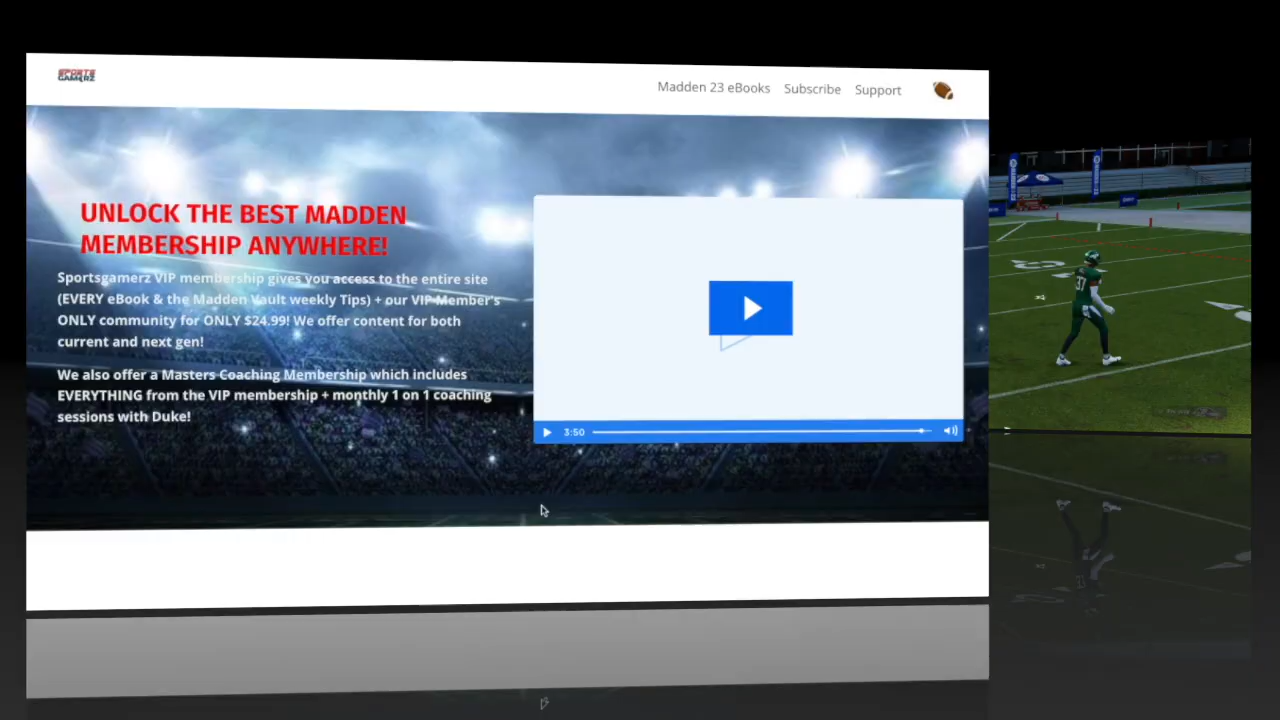 SPORTS
GAMERZ
Madden 23 eBooks Subscribe Support
UNLOCK THE BEST MADDEN
MEMBERSHIP ANYWHERE!
Sportsgamerz VIP membership gives you access to the entire site
(EVERY eBook & the Madden Vault weekly Tips) + our VIP Member's
ONLY community for ONLY $24.99! We offer content for both
current and next gen!
We also offer a Masters Coaching Membership which includes
EVERYTHING from the VIP membership + monthly 1 on 1 coaching
sessions with Duke!
3:50
37